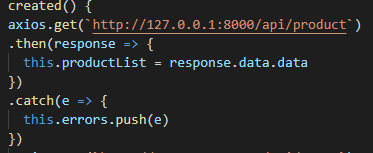 created() {
axios.get(`http://127.0.0.1:8000/api/product`)
.then(response => {
this.productList = response.data.data
})
.catch(e => {
this.errors.push(e)
})